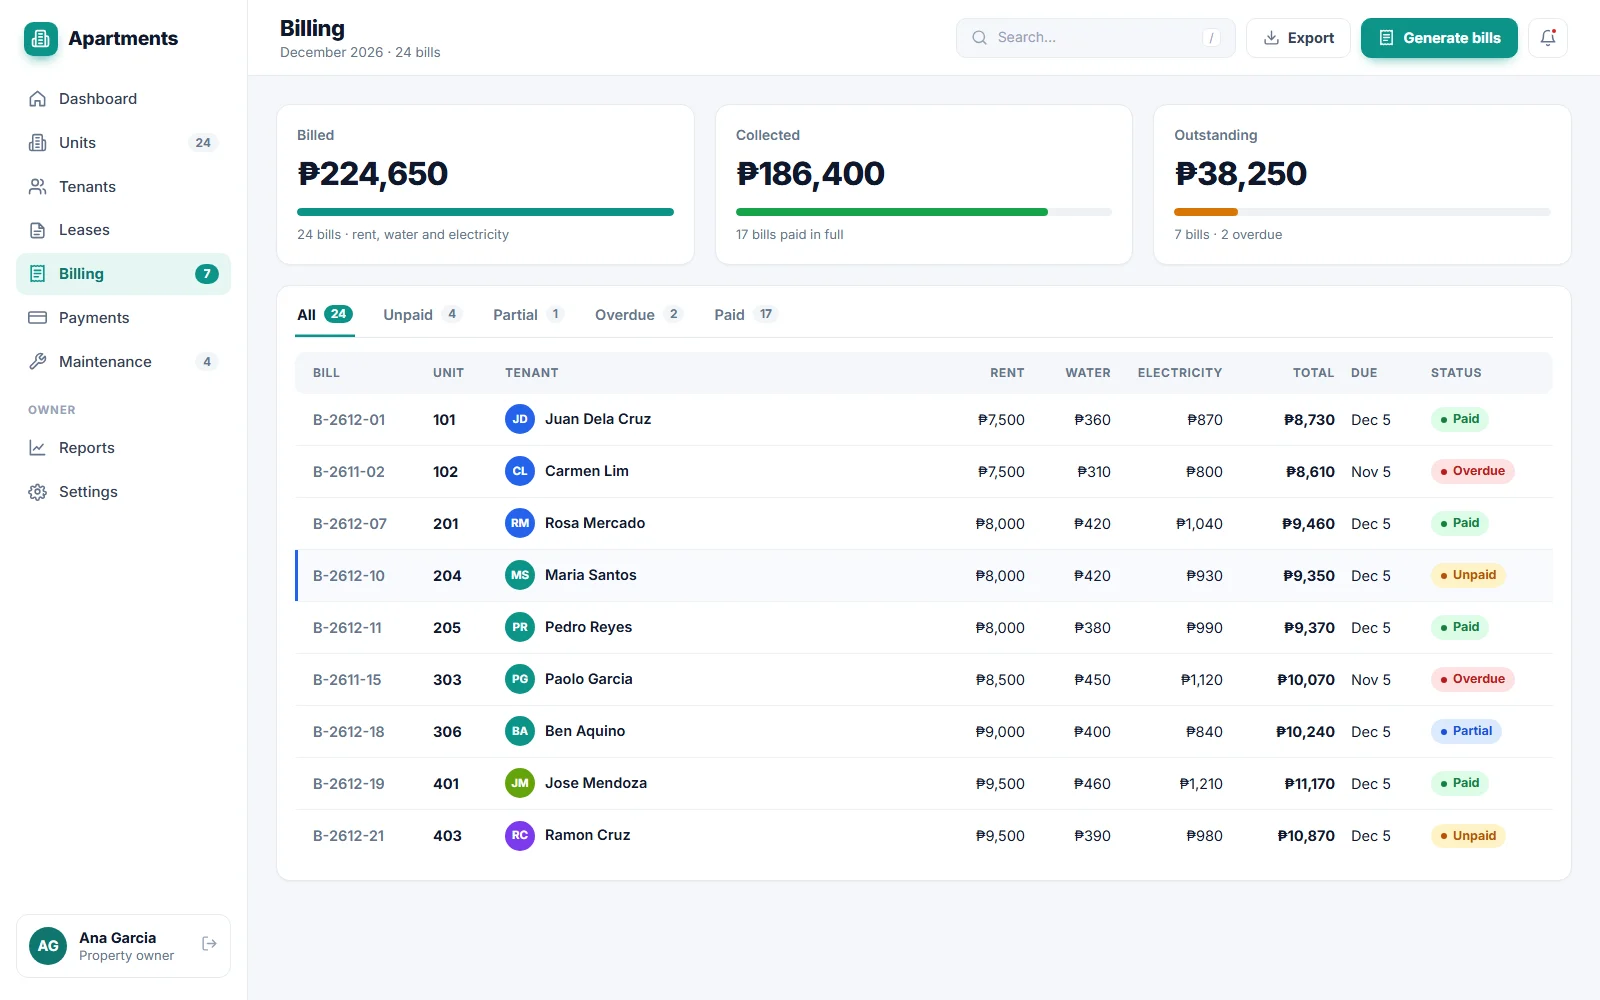 Apartments
Dashboard
Units 24
Tenants
Leases
Billing 7
Payments
Maintenance 4
OWNER
Reports
Settings
AG Ana Garcia
Property owner
Billing
December 2026 · 24 bills
Search... /
Export
Generate bills
Billed
₱224,650
24 bills · rent, water and electricity
Collected
₱186,400
17 bills paid in full
Outstanding
₱38,250
7 bills · 2 overdue
All 24 Unpaid 4 Partial 1 Overdue 2 Paid 17
BILL UNIT TENANT RENT WATER ELECTRICITY TOTAL DUE STATUS
B-2612-01 101 JD Juan Dela Cruz ₱7,500 ₱360 ₱870 ₱8,730 Dec 5 Paid
B-2611-02 102 CL Carmen Lim ₱7,500 ₱310 ₱800 ₱8,610 Nov 5 Overdue
B-2612-07 201 RM Rosa Mercado ₱8,000 ₱420 ₱1,040 ₱9,460 Dec 5 Paid
B-2612-10 204 MS Maria Santos ₱8,000 ₱420 ₱930 ₱9,350 Dec 5 Unpaid
B-2612-11 205 PR Pedro Reyes ₱8,000 ₱380 ₱990 ₱9,370 Dec 5 Paid
B-2611-15 303 PG Paolo Garcia ₱8,500 ₱450 ₱1,120 ₱10,070 Nov 5 Overdue
B-2612-18 306 BA Ben Aquino ₱9,000 ₱400 ₱840 ₱10,240 Dec 5 Partial
B-2612-19 401 JM Jose Mendoza ₱9,500 ₱460 ₱1,210 ₱11,170 Dec 5 Paid
B-2612-21 403 RC Ramon Cruz ₱9,500 ₱390 ₱980 ₱10,870 Dec 5 Unpaid